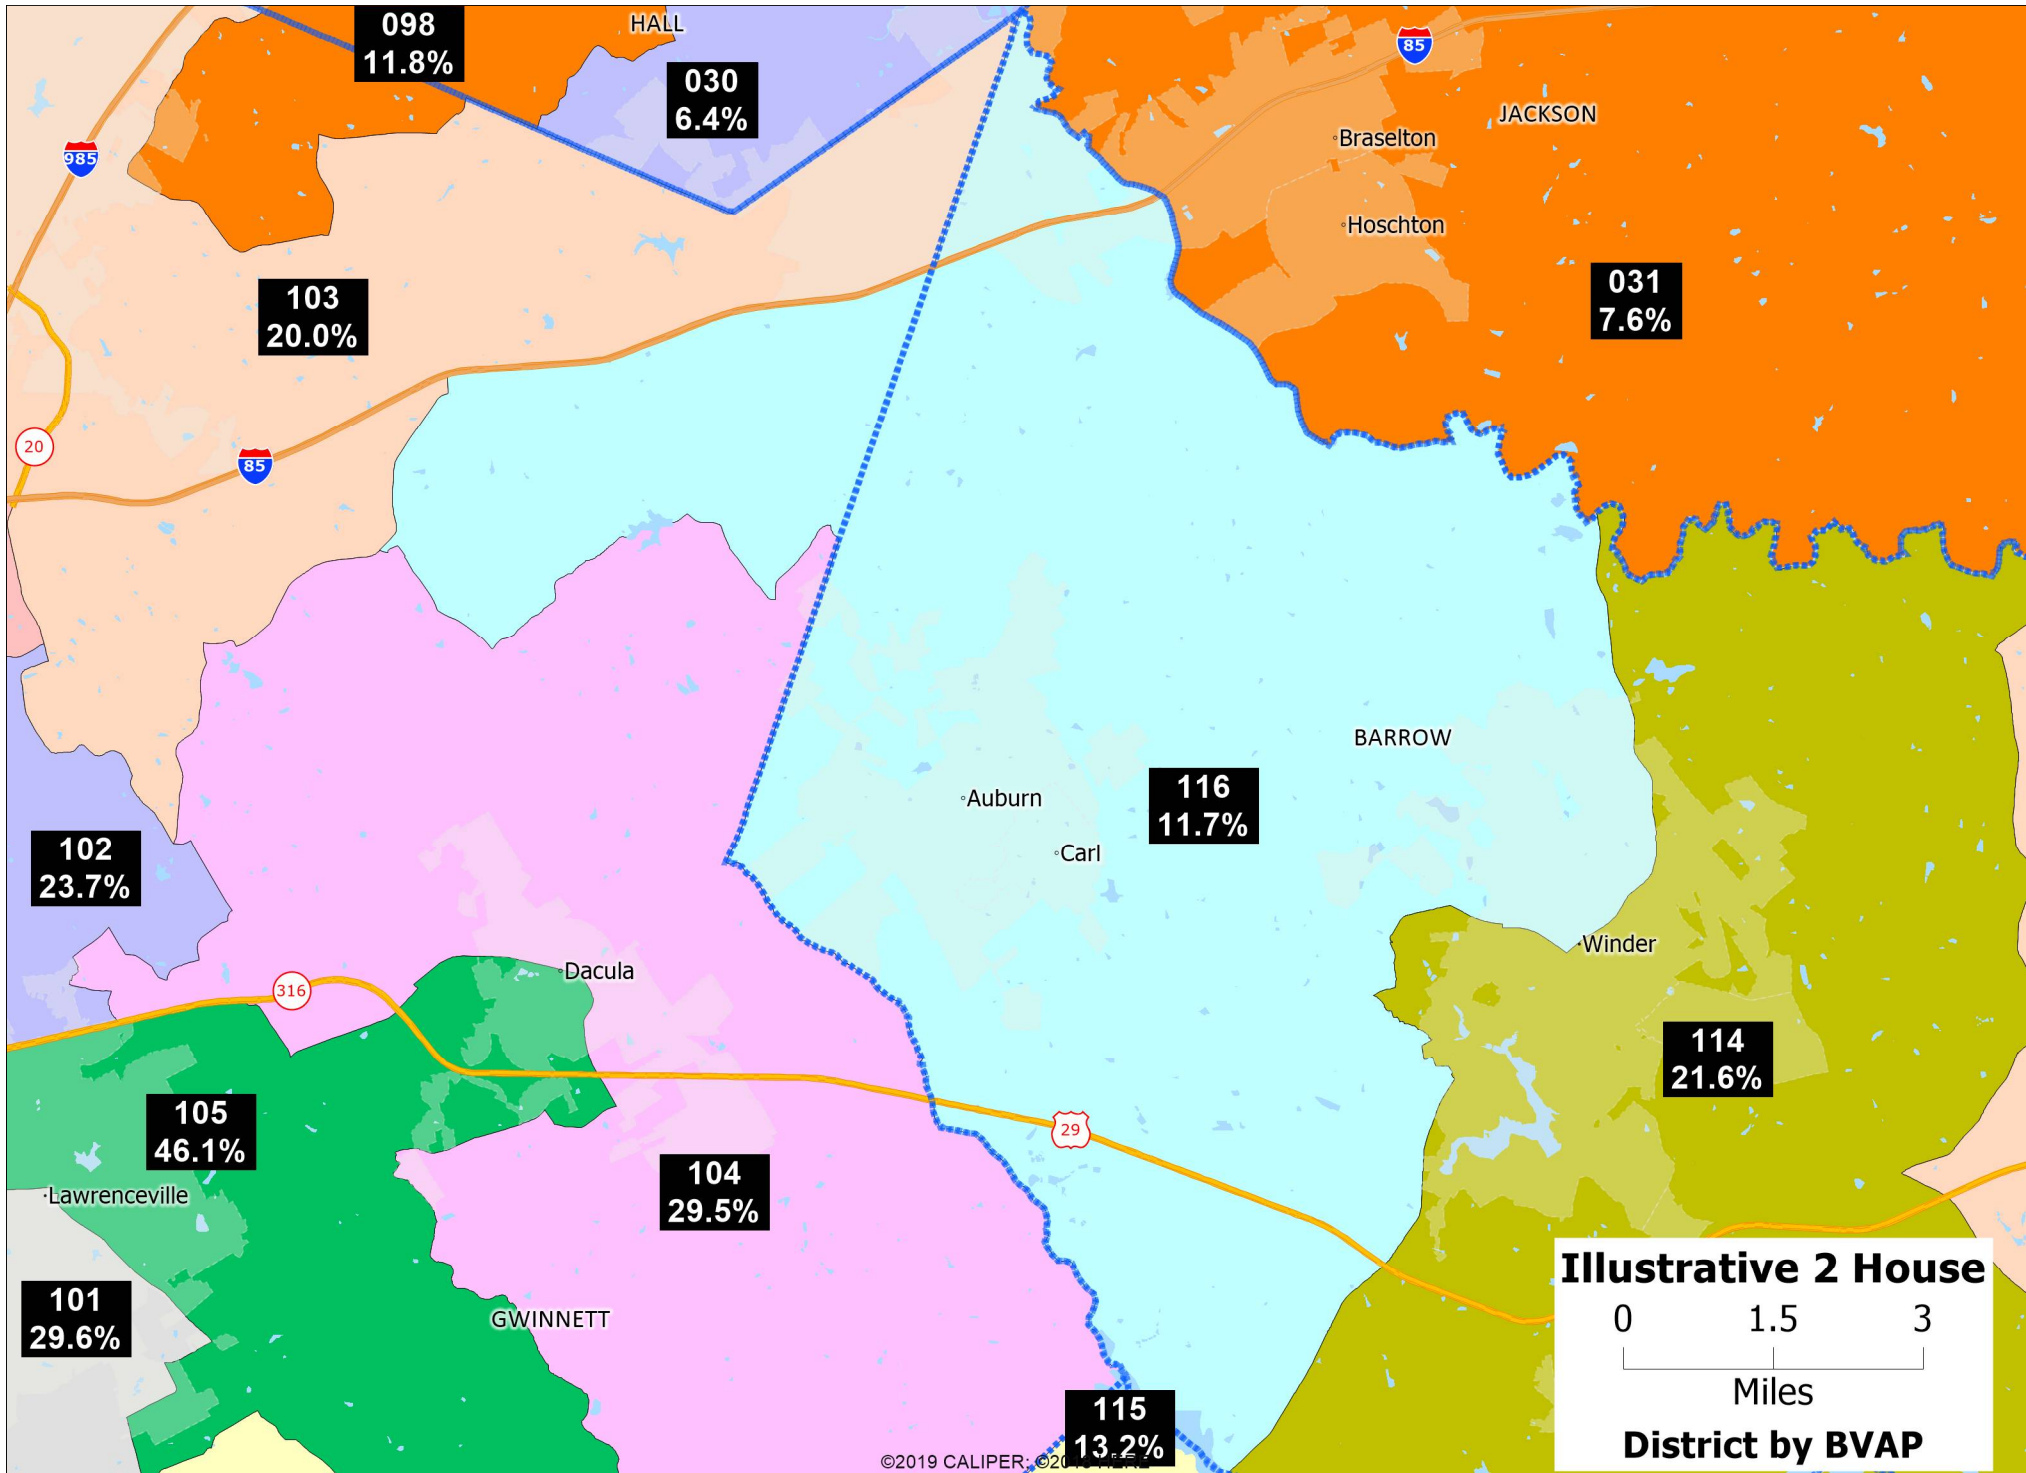 098
11.8%
HALL
030
6.4%
85
JACKSON
Braselton
985
Hoschton
103
20.0%
031
7.6%
20
85
BARROW
116
11.7%
Auburn
Carl
102
23.7%
Winder
Dacula
316
114
21.6%
105
46.1%
29
104
29.5%
Lawrenceville
101
29.6%
GWINNETT
Illustrative 2 House
0 1.5 3
Miles
District by BVAP
115
13.2%
©2019 CALIPER; ©2018 HERE